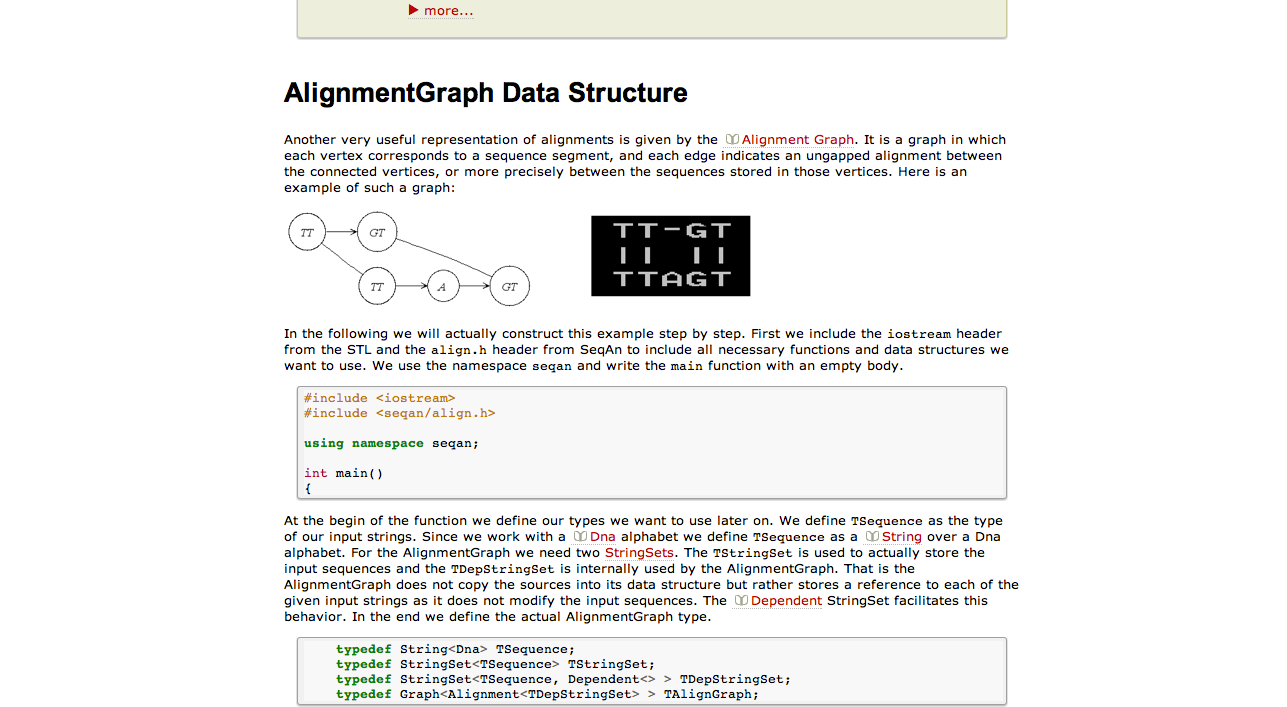 ▶ more...
AlignmentGraph Data Structure
Another very useful representation of alignments is given by the Alignment Graph. It is a graph in which
each vertex corresponds to a sequence segment, and each edge indicates an ungapped alignment between
the connected vertices, or more precisely between the sequences stored in those vertices. Here is an
example of such a graph:
TT GT
TT A GT
TT-GT
|| ||
TTAGT
In the following we will actually construct this example step by step. First we include the iostream header
from the STL and the align.h header from SeqAn to include all necessary functions and data structures we
want to use. We use the namespace seqan and write the main function with an empty body.
#include <iostream>
#include <seqan/align.h>
using namespace seqan;
int main()
{
At the begin of the function we define our types we want to use later on. We define TSequence as the type
of our input strings. Since we work with a Dna alphabet we define TSequence as a String over a Dna
alphabet. For the AlignmentGraph we need two StringSets. The TStringSet is used to actually store the
input sequences and the TDepStringSet is internally used by the AlignmentGraph. That is the
AlignmentGraph does not copy the sources into its data structure but rather stores a reference to each of the
given input strings as it does not modify the input sequences. The Dependent StringSet facilitates this
behavior. In the end we define the actual AlignmentGraph type.
typedef String<Dna> TSequence;
typedef StringSet<TSequence> TStringSet;
typedef StringSet<TSequence, Dependent<> > TDepStringSet;
typedef Graph<Alignment<TDepStringSet> > TAlignGraph;